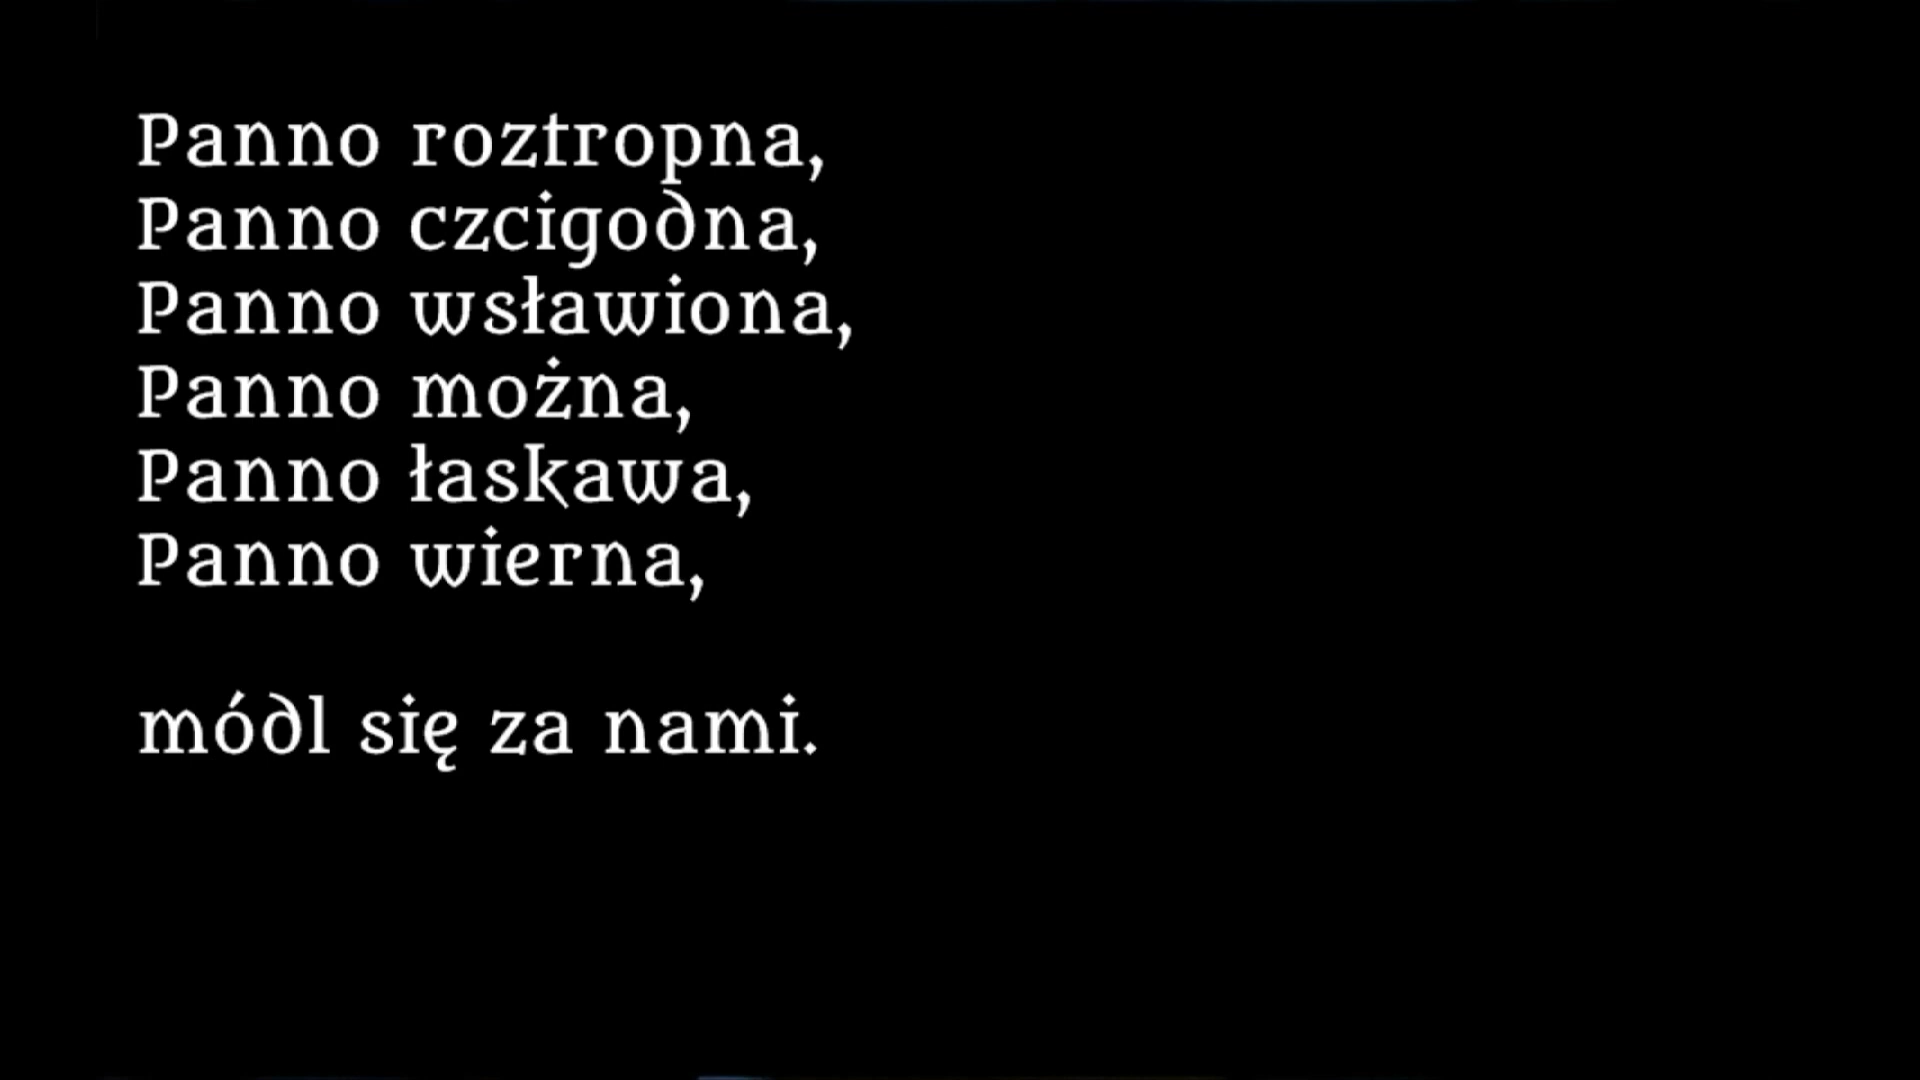 Panno roztropna,
Panno czcigodna,
Panno wsławiona,
Panno można,
Panno łaskawa,
Panno wierna,
módl się za nami.